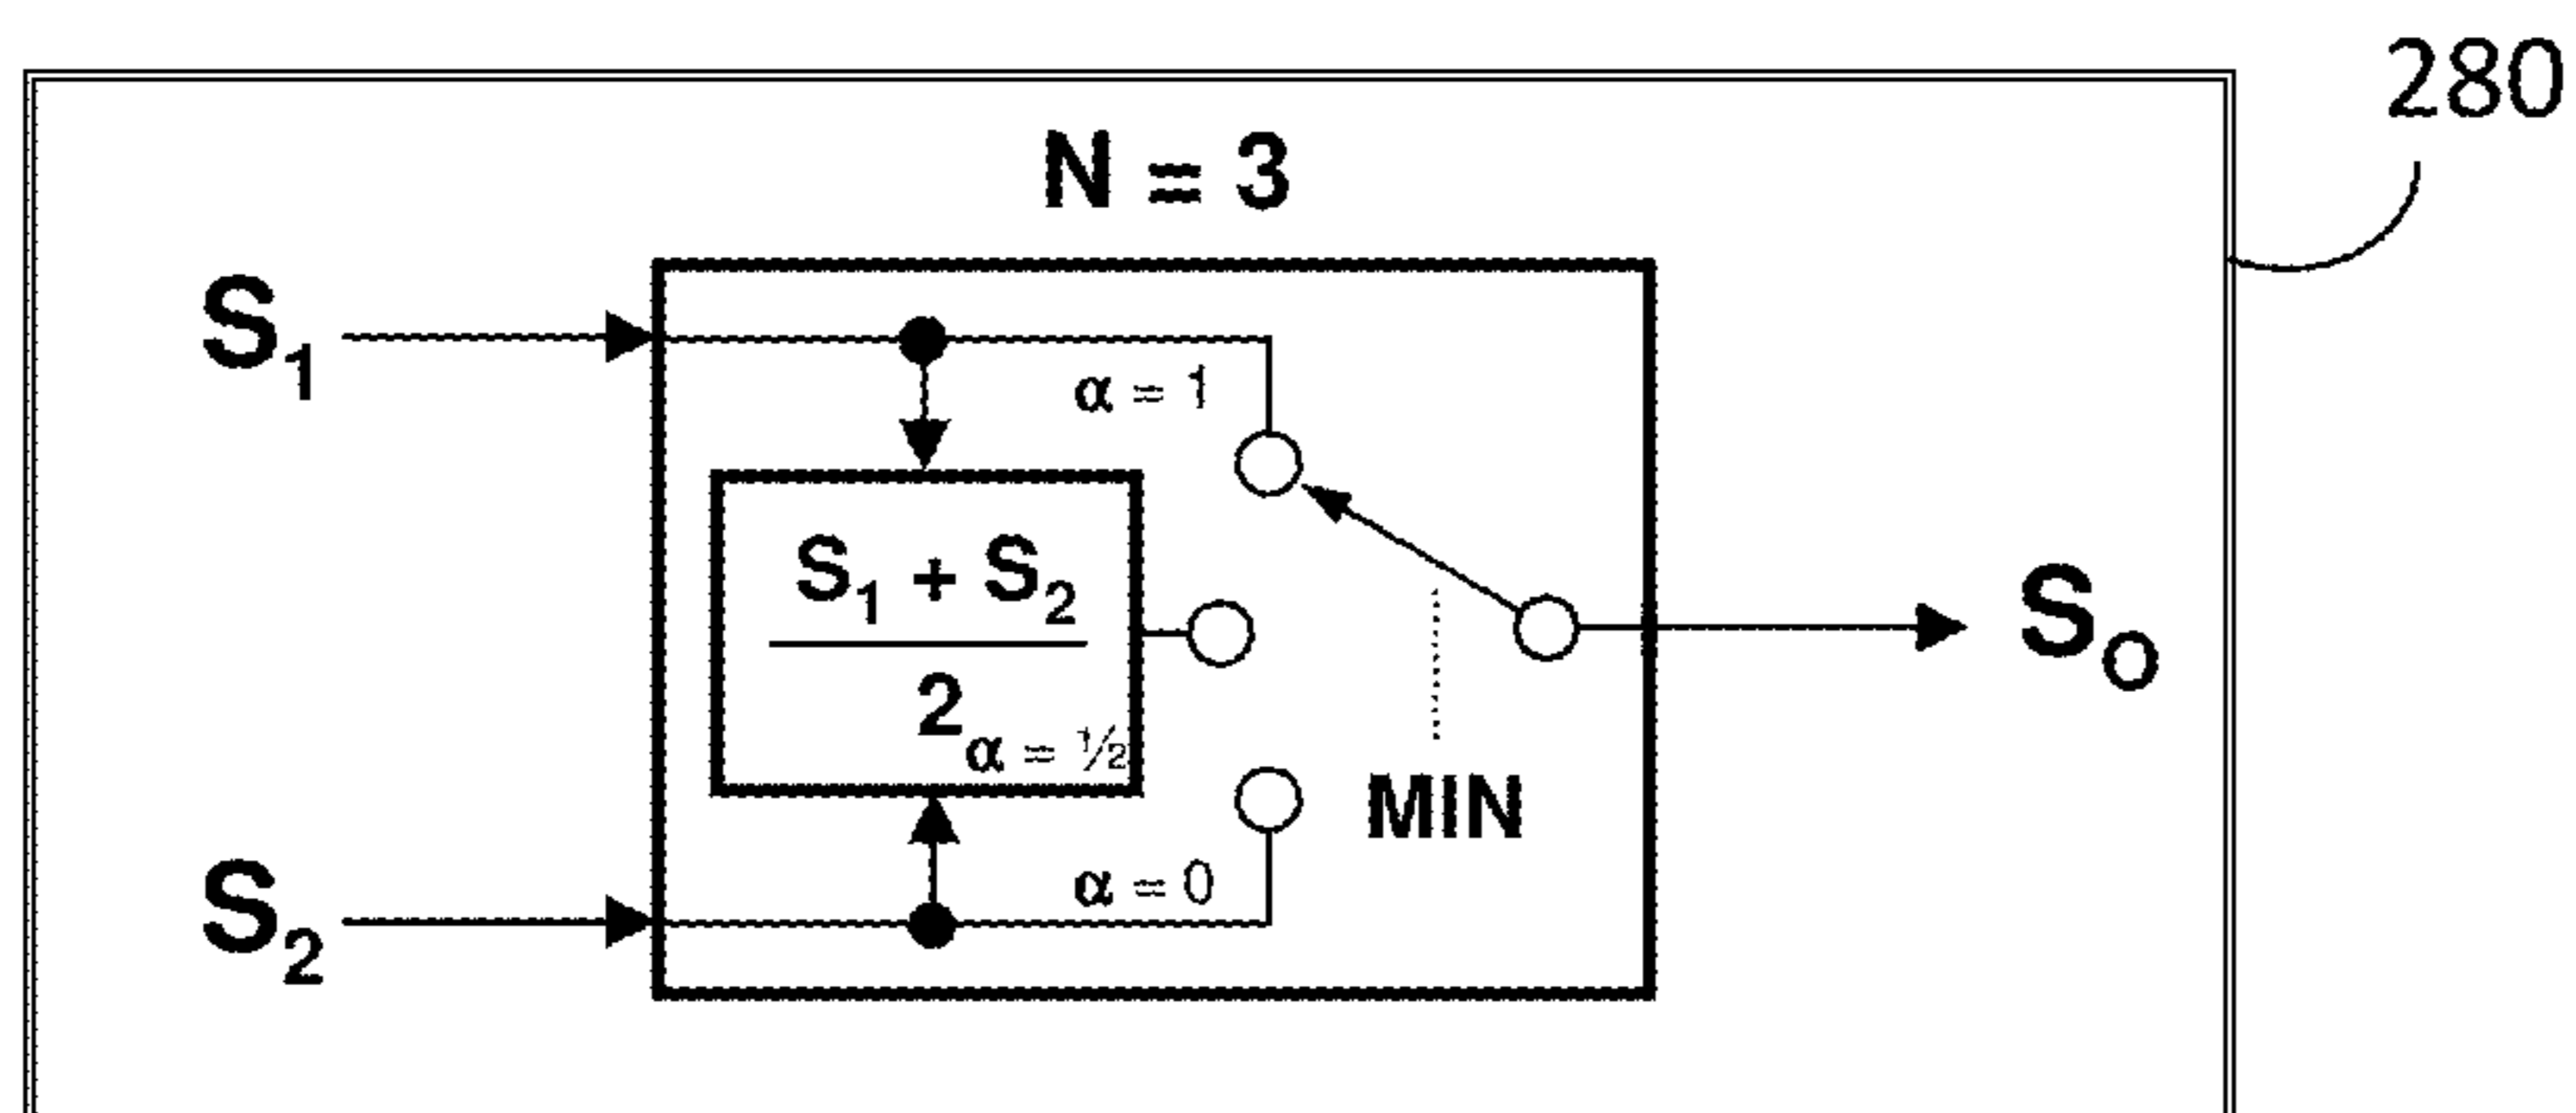 280
N = 3
S1
α = 1
S1 + S2
2
α = ½
SO
MIN
α = 0
S2